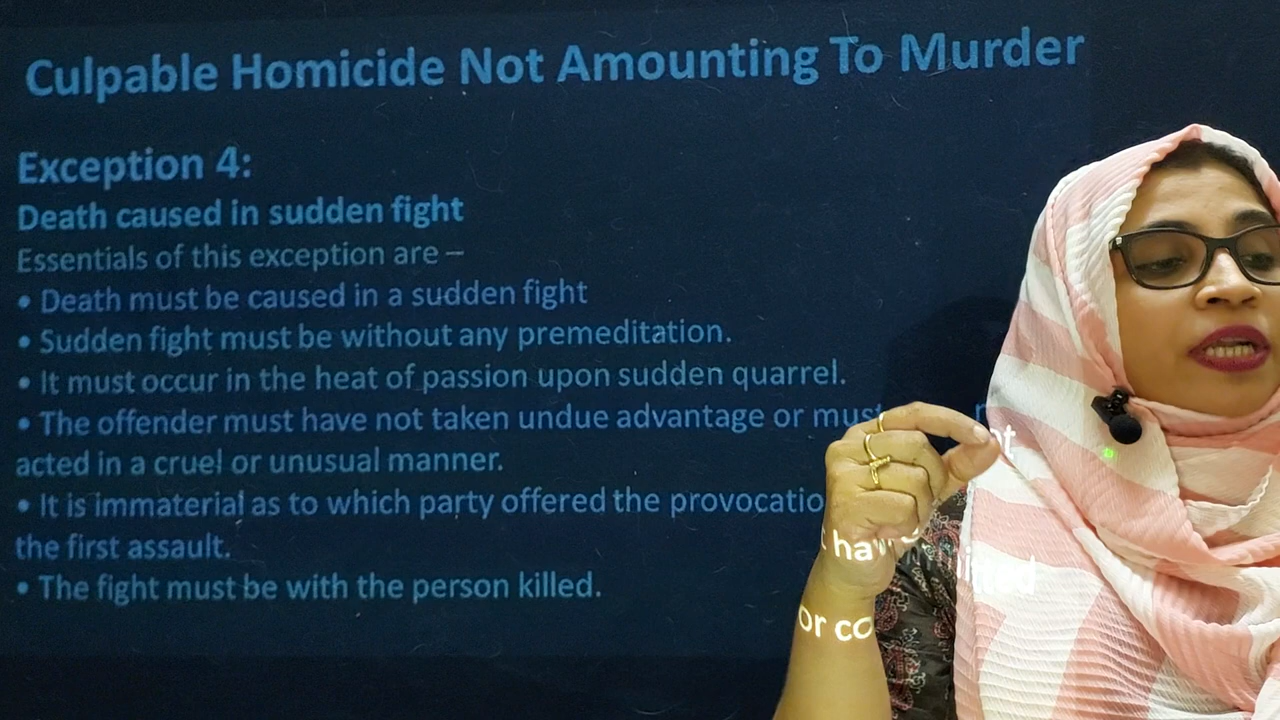 Culpable Homicide Not Amounting To Murder
Exception 4:
Death caused in sudden fight
Essentials of this exception are –
• Death must be caused in a sudden fight
• Sudden fight must be without any premeditation.
• It must occur in the heat of passion upon sudden quarrel.
• The offender must have not taken undue advantage or must
acted in a cruel or unusual manner.
• It is immaterial as to which party offered the provocatio
the first assault.
• The fight must be with the person killed.
or co